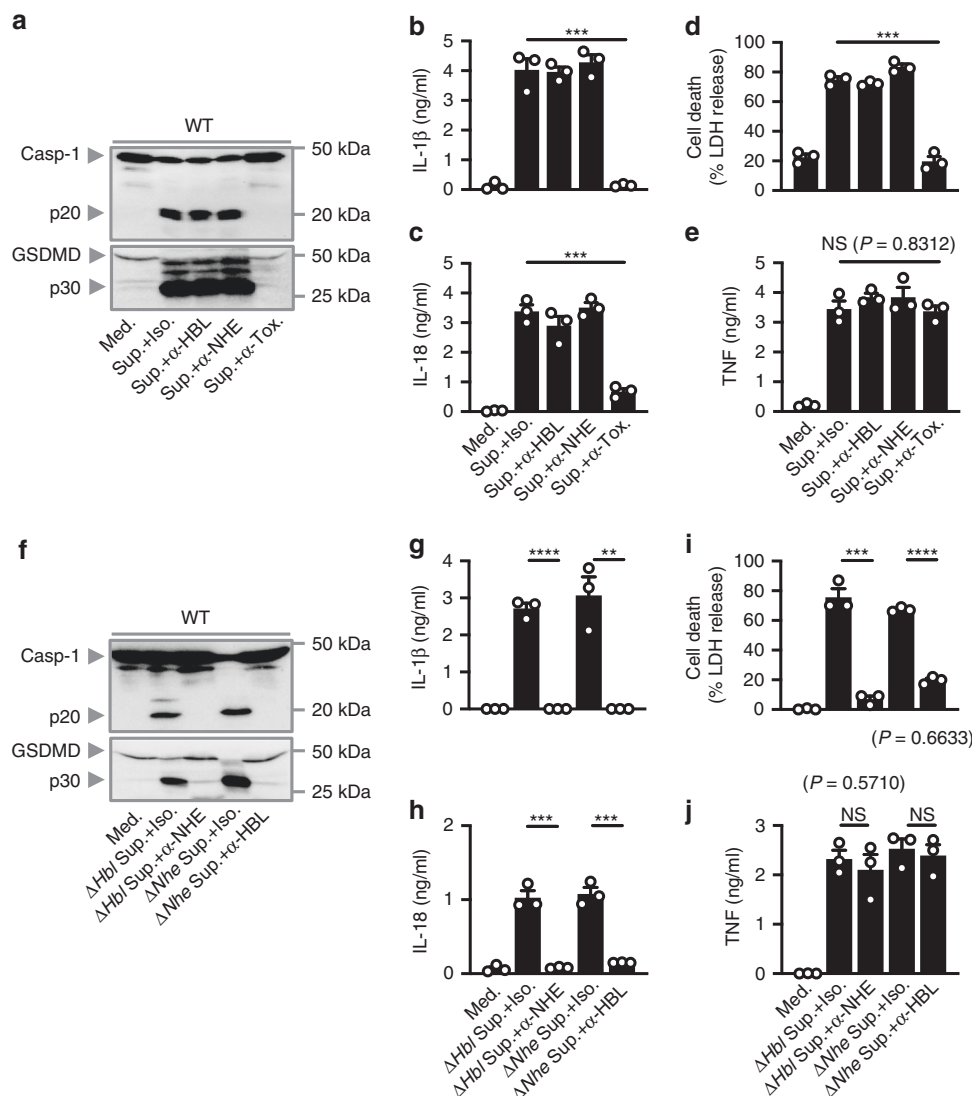 a
WT
Casp-1
50 kDa
p20
20 kDa
GSDMD
50 kDa
p30
25 kDa
Med.
Sup.+Iso.
Sup.+α-HBL
Sup.+α-NHE
Sup.+α-Tox.
b
***
IL-1β (ng/ml)
5
4
3
2
1
0
c
***
IL-18 (ng/ml)
5
4
3
2
1
0
Med.
Sup.+Iso.
Sup.+α-HBL
Sup.+α-NHE
Sup.+α-Tox.
d
***
Cell death
(% LDH release)
100
80
60
40
20
0
e
NS (P = 0.8312)
TNF (ng/ml)
5
4
3
2
1
0
Med.
Sup.+Iso.
Sup.+α-HBL
Sup.+α-NHE
Sup.+α-Tox.
f
WT
Casp-1
50 kDa
p20
20 kDa
GSDMD
50 kDa
p30
25 kDa
Med.
ΔHbl Sup.+Iso.
ΔHbl Sup.+α-NHE
ΔNhe Sup.+Iso.
ΔNhe Sup.+α-HBL
g
**** **
IL-1β (ng/ml)
4
3
2
1
0
h
*** ***
IL-18 (ng/ml)
2
1
0
Med.
ΔHbl Sup.+Iso.
ΔHbl Sup.+α-NHE
ΔNhe Sup.+Iso.
ΔNhe Sup.+α-HBL
i
*** ****
Cell death
(% LDH release)
100
80
60
40
20
0
(P = 0.6633)
(P = 0.5710)
j
NS NS
TNF (ng/ml)
3
2
1
0
Med.
ΔHbl Sup.+Iso.
ΔHbl Sup.+α-NHE
ΔNhe Sup.+Iso.
ΔNhe Sup.+α-HBL